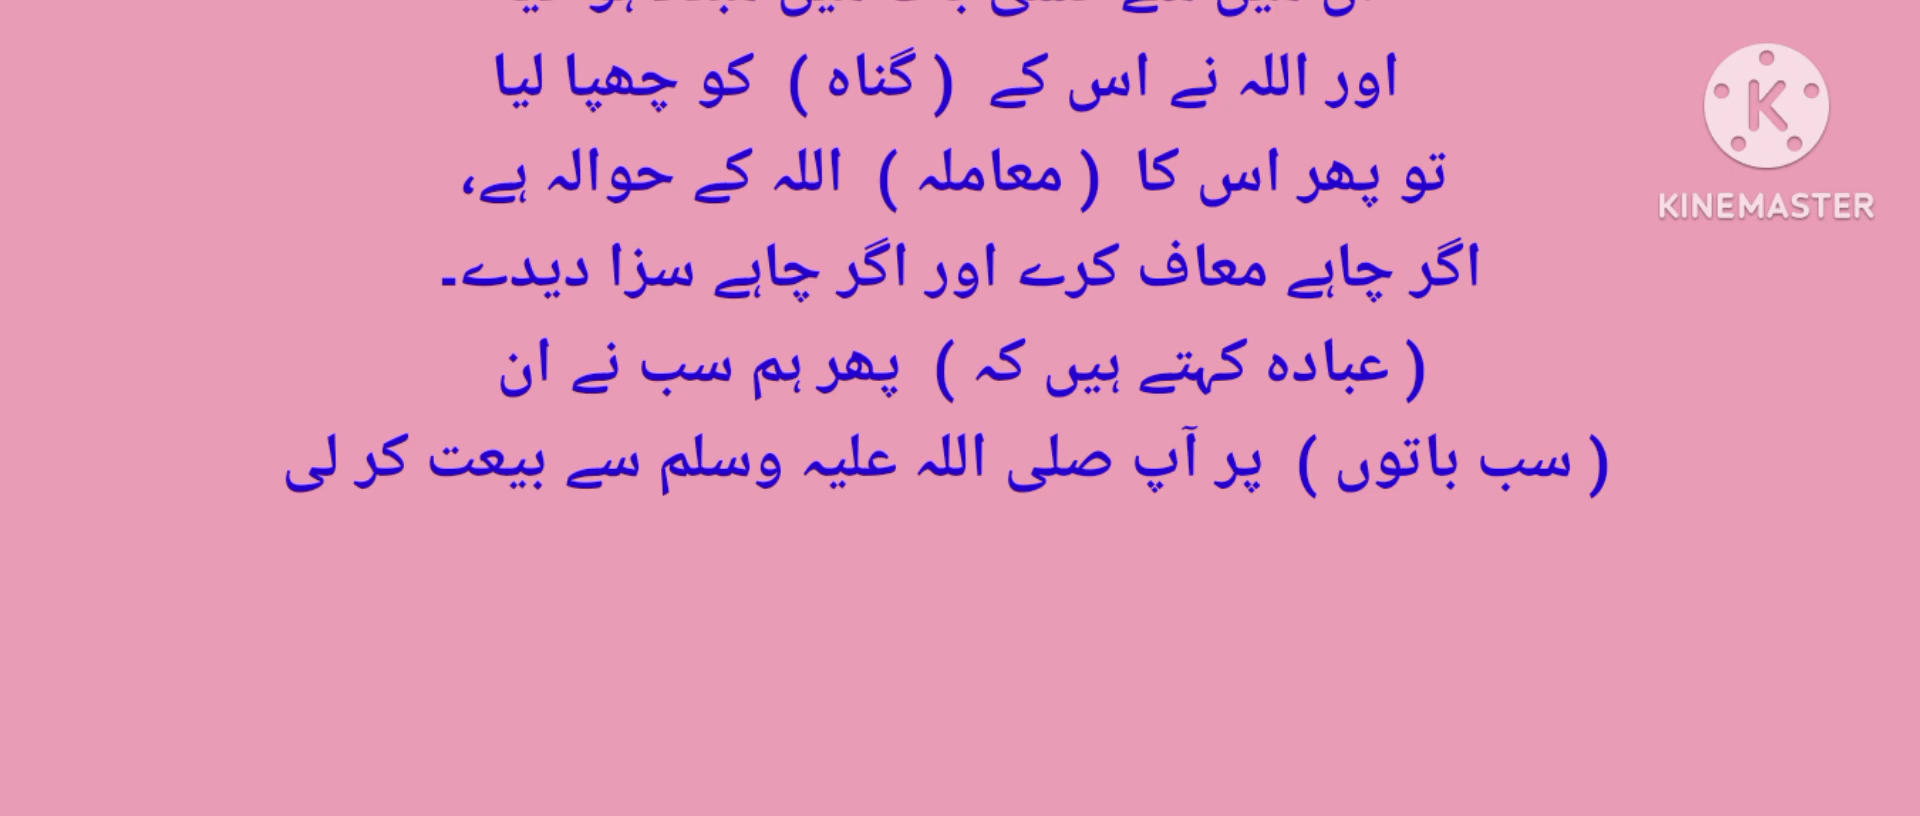 اور اللہ نے اس کے ( گناہ ) کو چھپا لیا
تو پھر اس کا ( معاملہ ) اللہ کے حوالہ ہے،
اگر چاہے معاف کرے اور اگر چاہے سزا دیدے۔
( عبادہ کہتے ہیں کہ ) پھر ہم سب نے ان
( سب باتوں ) پر آپ صلی اللہ علیہ وسلم سے بیعت کر لی
K
KINEMASTER